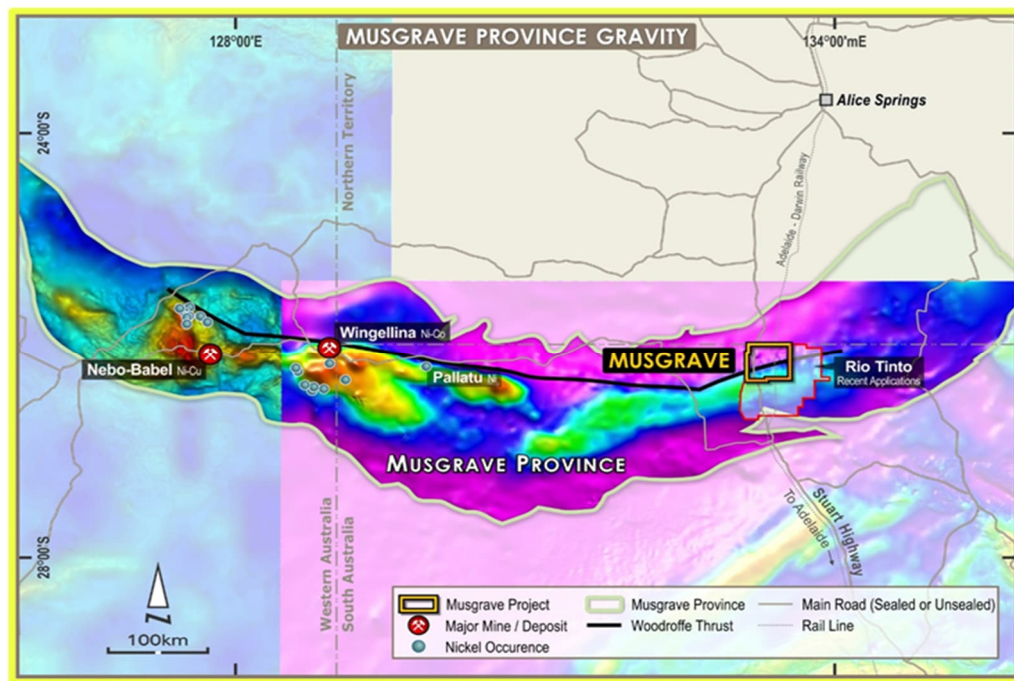 MUSGRAVE PROVINCE GRAVITY
128°00'E
134°00'mE
Alice Springs
24°00'S
Northern Territory
Adelaide - Darwin Railway
Wingellina Ni-Co
MUSGRAVE
Nebo-Babel Ni-Cu
Pallatu Ni
Rio Tinto
Recent Applications
MUSGRAVE PROVINCE
28°00'S
Western Australia
South Australia
Stuart Highway
To Adelaide
N
100km
Musgrave Project
Musgrave Province
Main Road (Sealed or Unsealed)
Major Mine / Deposit
Woodroffe Thrust
Rail Line
Nickel Occurence